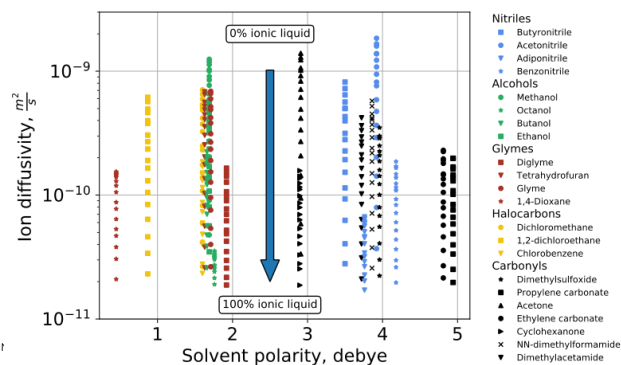 Ion diffusivity, m²/s
10⁻⁹
10⁻¹⁰
10⁻¹¹
0% ionic liquid
100% ionic liquid
1 2 3 4 5
Solvent polarity, debye
Nitriles
Butyronitrile
Acetonitrile
Adiponitrile
Benzonitrile
Alcohols
Methanol
Octanol
Butanol
Ethanol
Glymes
Diglyme
Tetrahydrofuran
Glyme
1,4-Dioxane
Halocarbons
Dichloromethane
1,2-dichloroethane
Chlorobenzene
Carbonyls
Dimethylsulfoxide
Propylene carbonate
Acetone
Ethylene carbonate
Cyclohexanone
NN-dimethylformamide
Dimethylacetamide